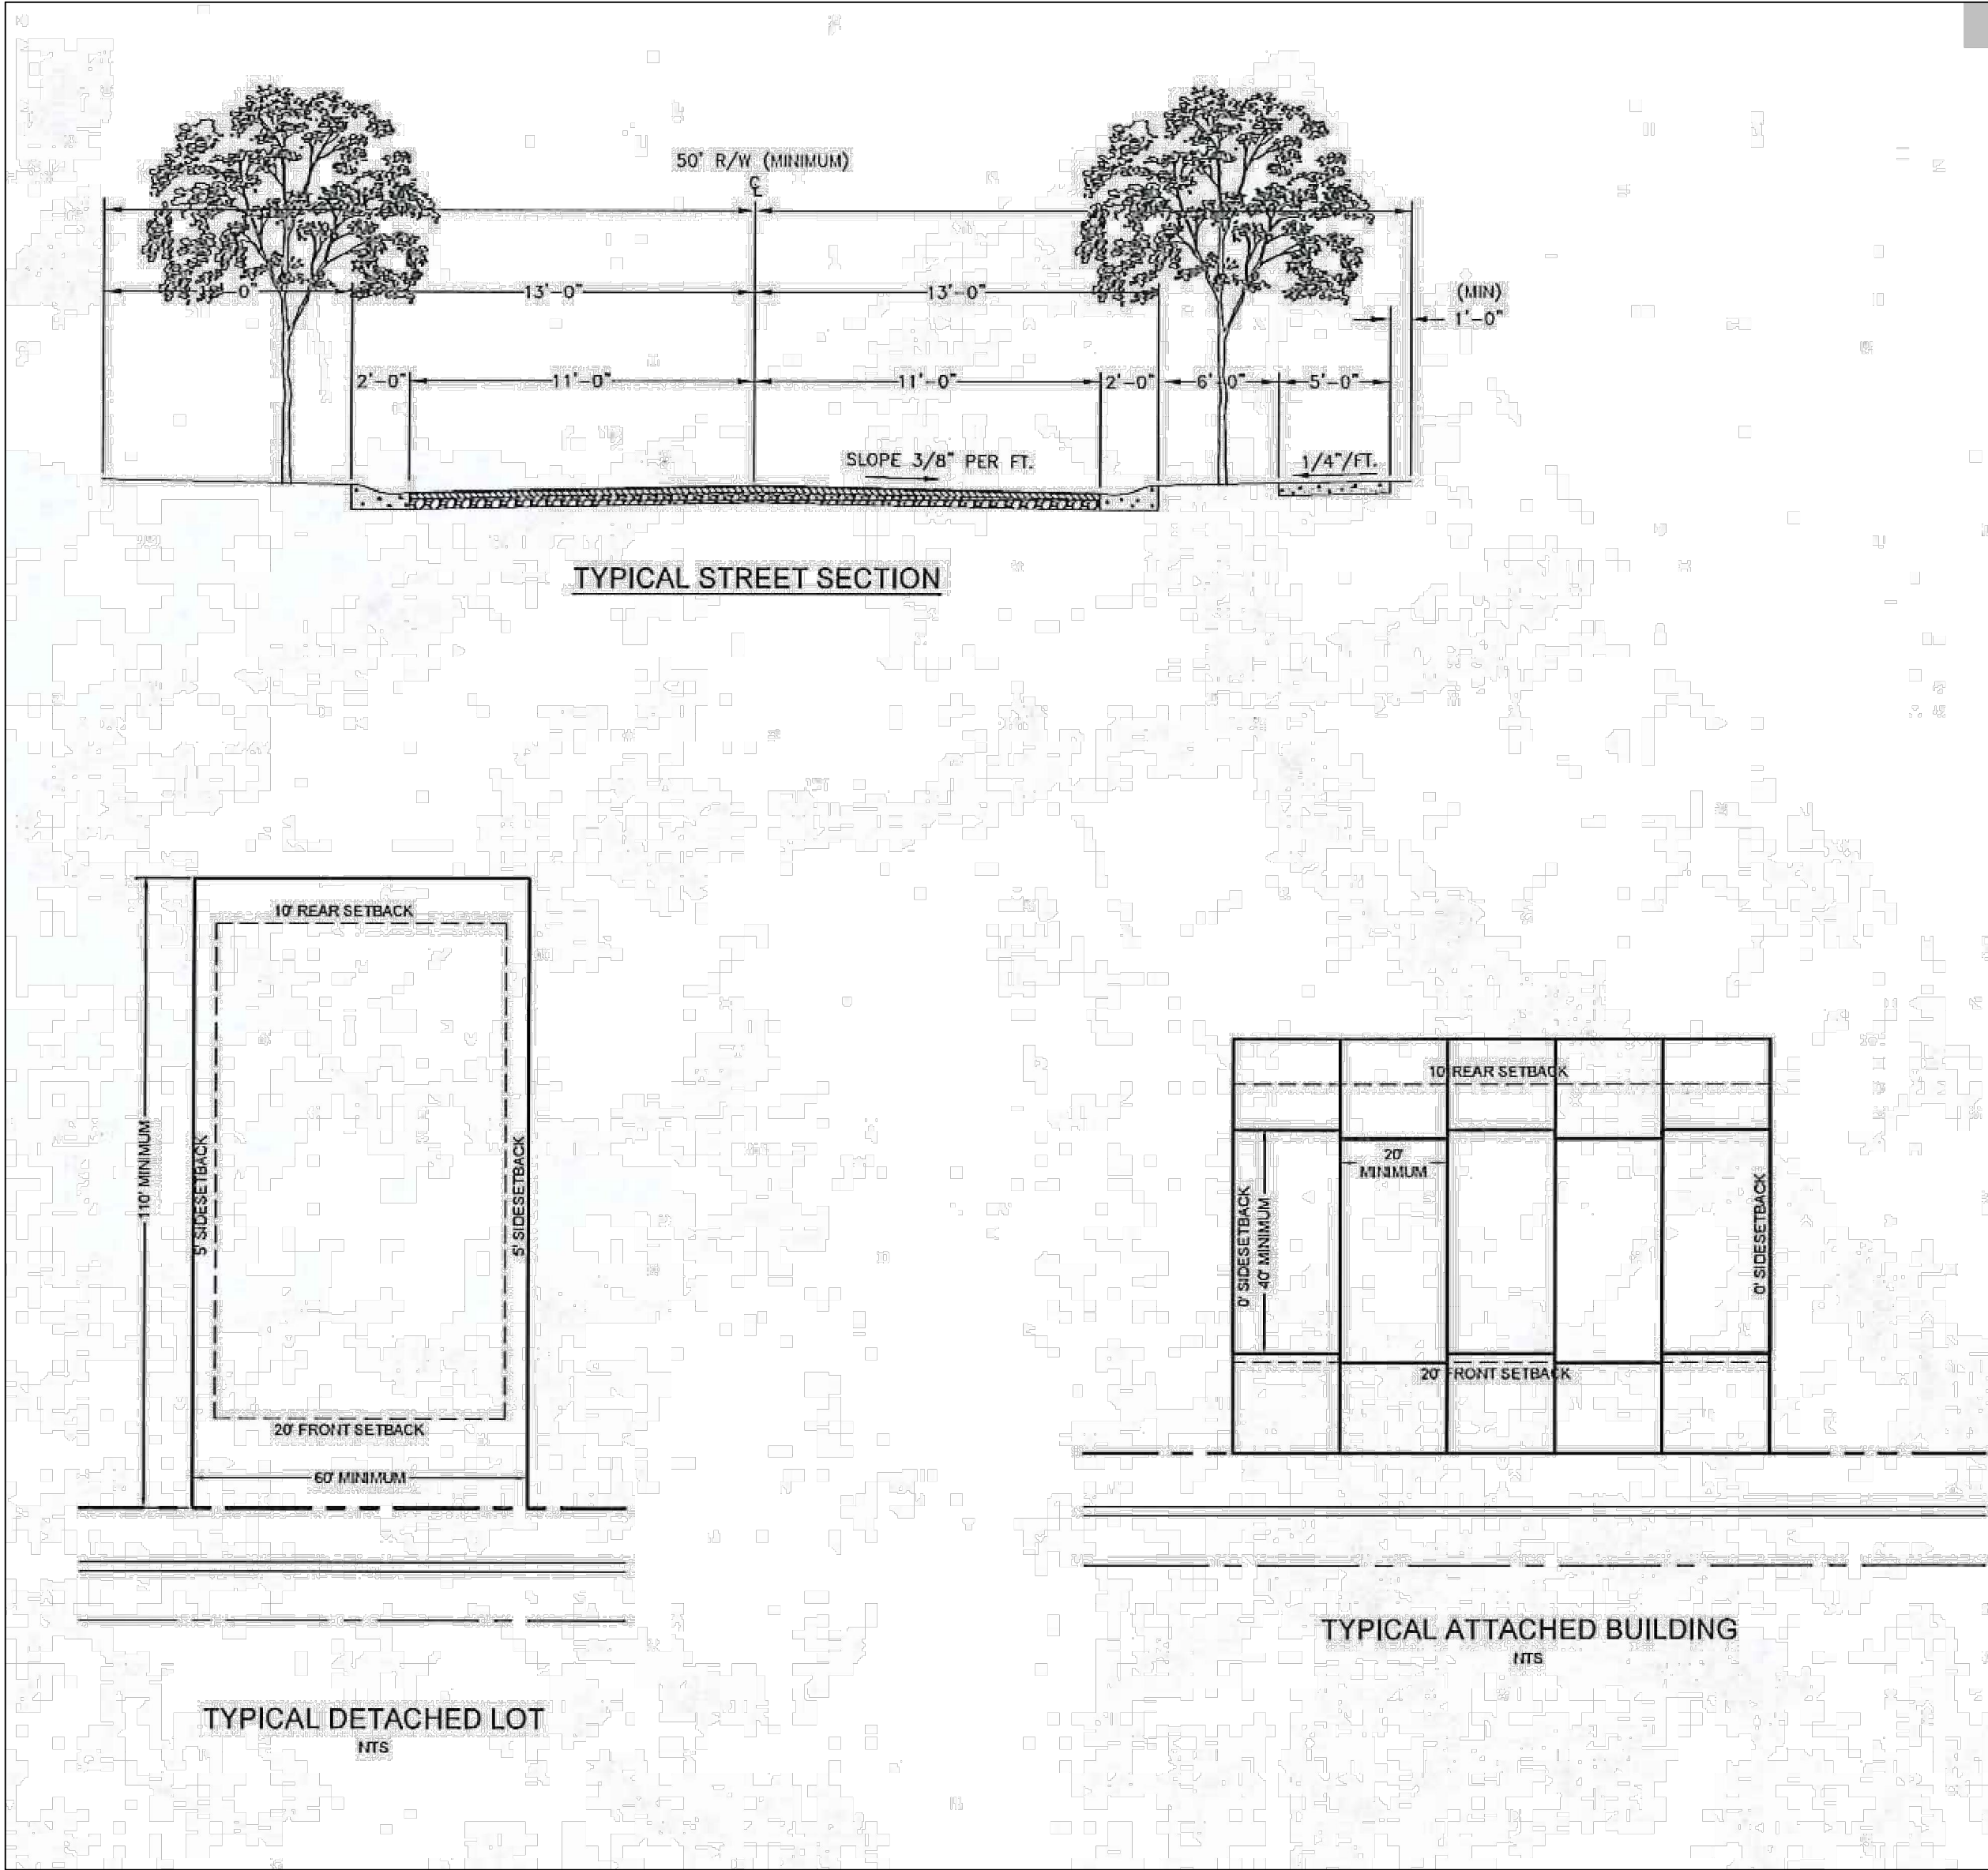 50' R/W (MINIMUM)
℄
-0"
13'-0"
13'-0"
(MIN)
1'-0"
2'-0"
11'-0"
11'-0"
2'-0"
6'-0"
5'-0"
SLOPE 3/8" PER FT.
1/4"/FT.
TYPICAL STREET SECTION
10' REAR SETBACK
110' MINIMUM
5' SIDESETBACK
5' SIDESETBACK
20' FRONT SETBACK
60' MINIMUM
TYPICAL DETACHED LOT
NTS
10' REAR SETBACK
20'
MINIMUM
0' SIDESETBACK
40' MINIMUM
0' SIDESETBACK
20' FRONT SETBACK
TYPICAL ATTACHED BUILDING
NTS